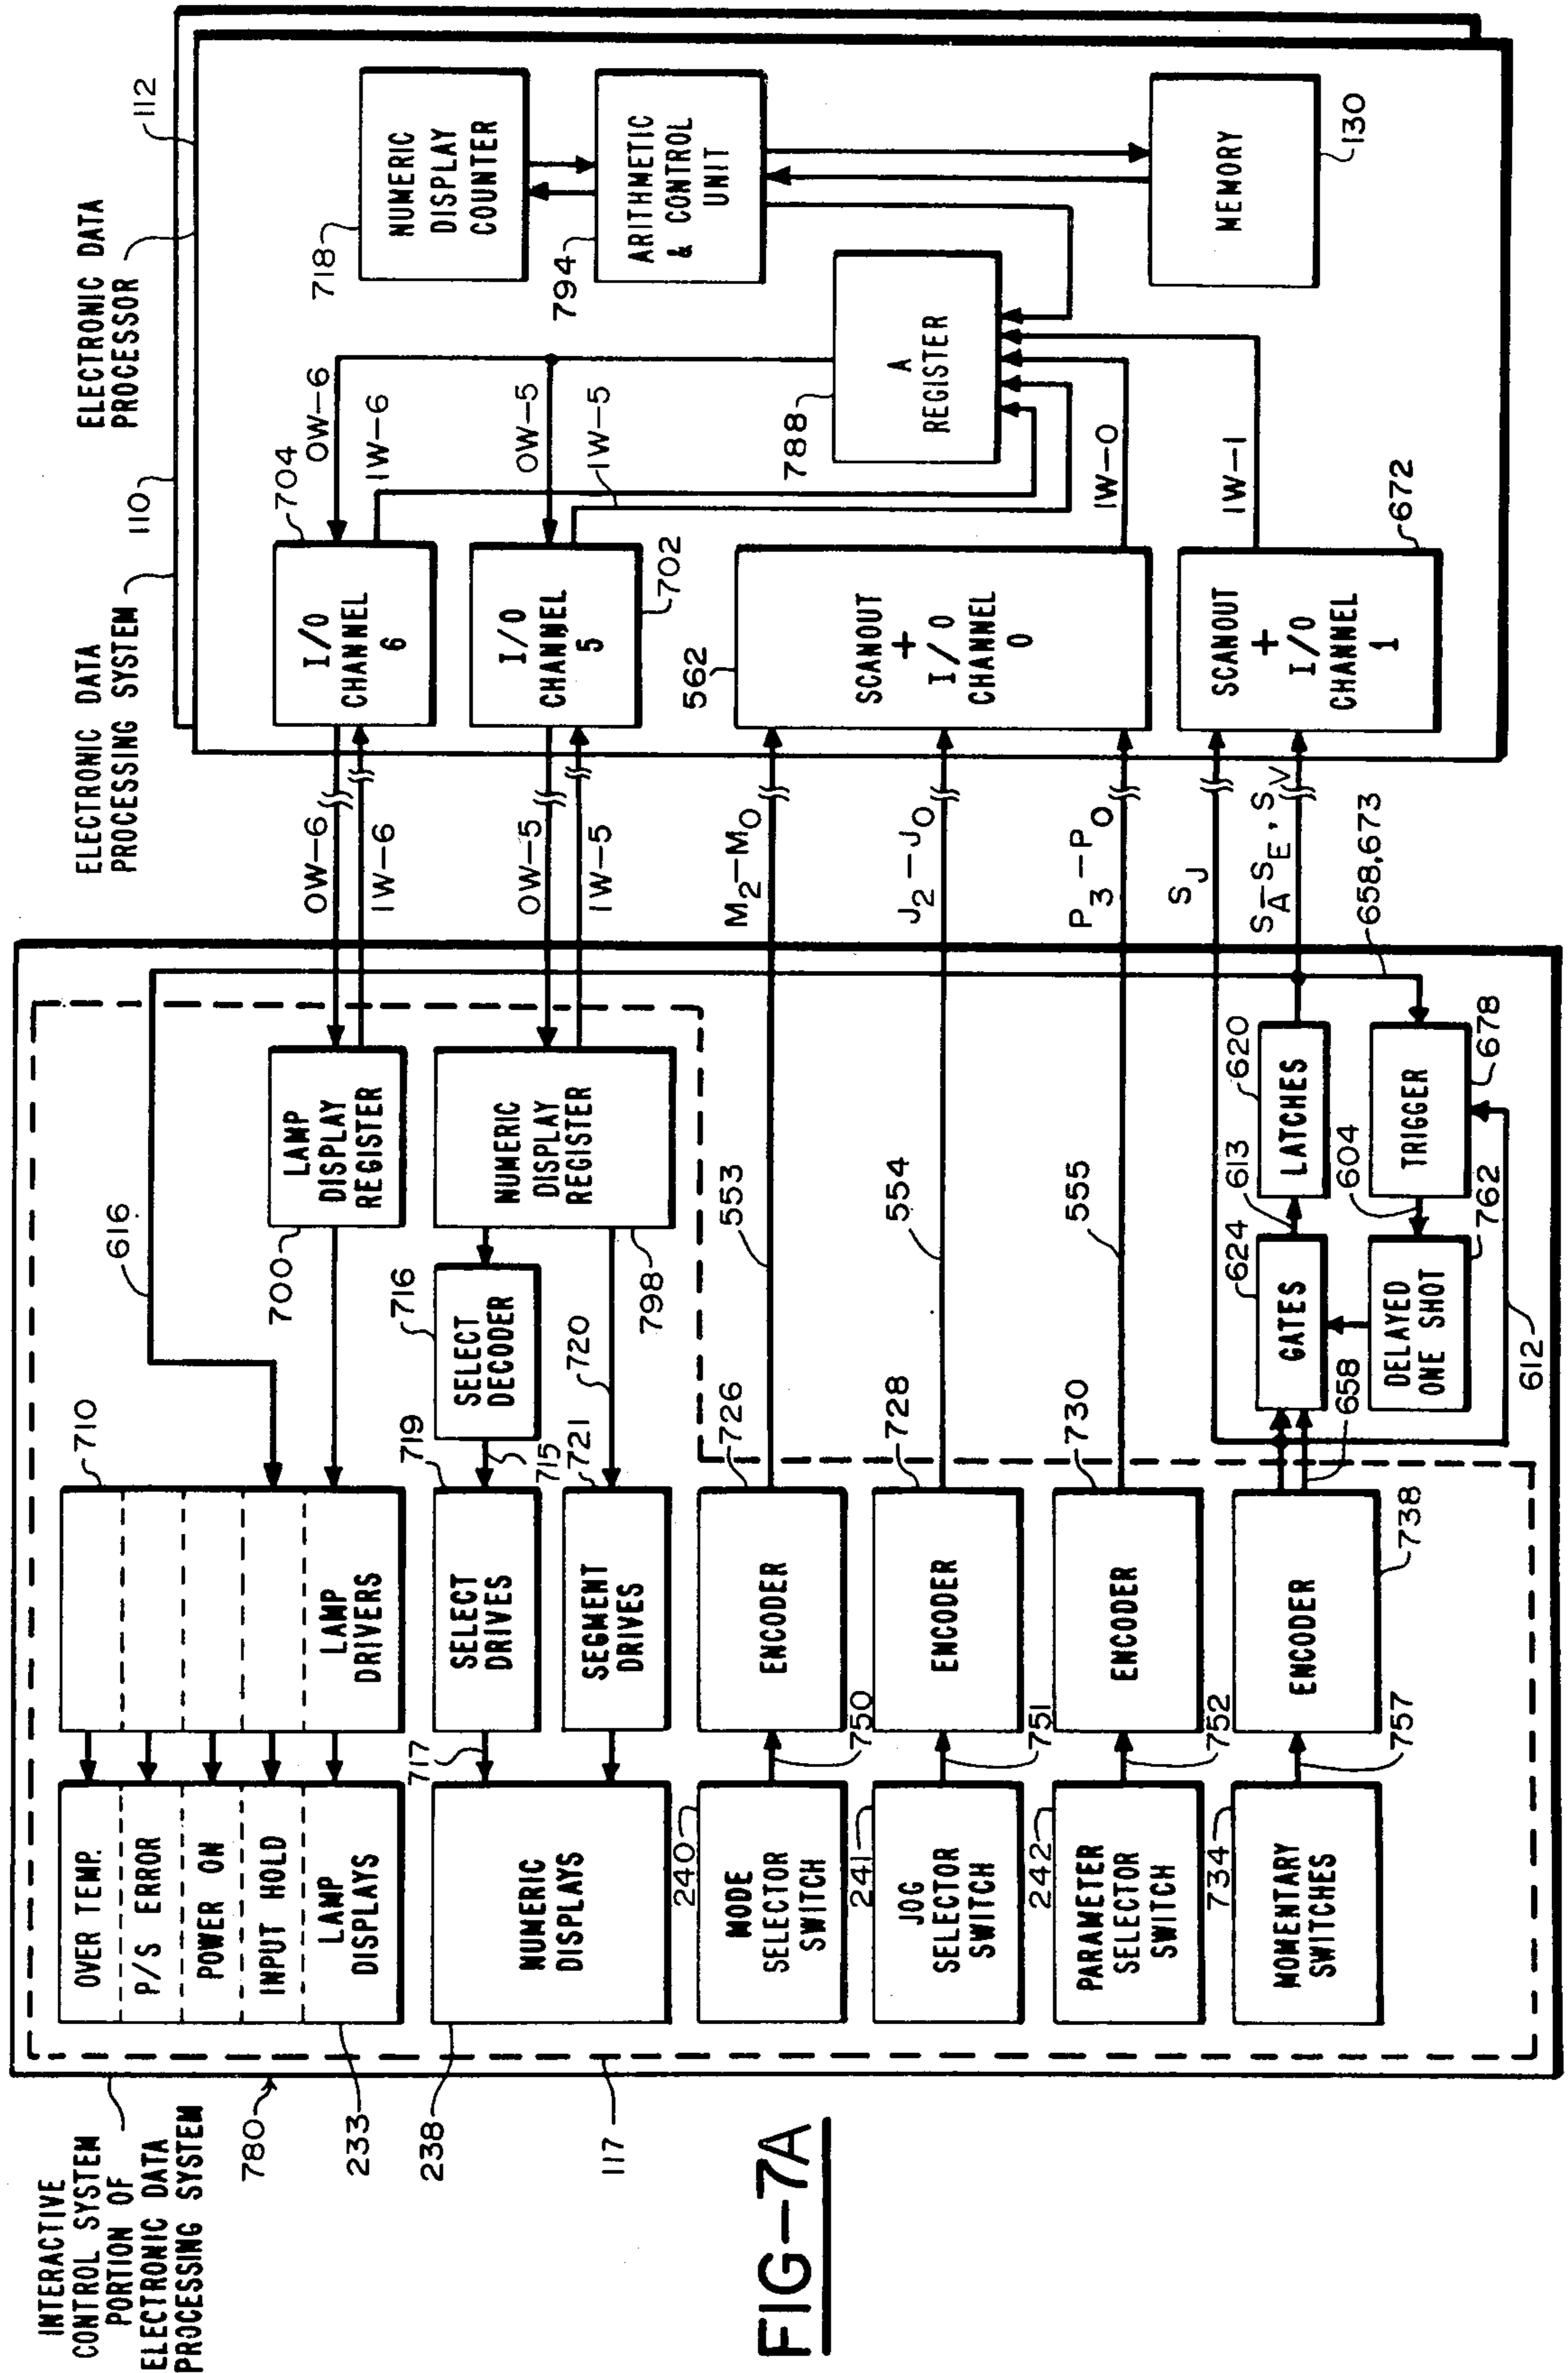 INTERACTIVE
CONTROL SYSTEM
PORTION OF
ELECTRONIC DATA
PROCESSING SYSTEM
780
233
238
117
OVER TEMP.
P/S ERROR
POWER ON
INPUT HOLD
LAMP
DISPLAYS
710
LAMP
DRIVERS
616
700
LAMP
DISPLAY
REGISTER
NUMERIC
DISPLAYS
717
719
SELECT
DRIVES
715
716
SELECT
DECODER
721
SEGMENT
DRIVES
720
798
NUMERIC
DISPLAY
REGISTER
240
MODE
SELECTOR
SWITCH
750
726
ENCODER
553
241
JOG
SELECTOR
SWITCH
751
728
ENCODER
554
242
PARAMETER
SELECTOR
SWITCH
752
730
ENCODER
555
734
MOMENTARY
SWITCHES
757
738
ENCODER
658
624
GATES
613
620
LATCHES
DELAYED
ONE SHOT
762
604
TRIGGER
678
612
658,673
OW-6
IW-6
OW-5
IW-5
M2-M0
J2-J0
P3-P0
SJ
SA-SE, SV
ELECTRONIC DATA
PROCESSING SYSTEM
110
ELECTRONIC DATA
PROCESSOR
112
704
I/O
CHANNEL
6
OW-6
IW-6
I/O
CHANNEL
5
702
OW-5
IW-5
562
SCANOUT
+
I/O
CHANNEL
0
IW-0
SCANOUT
+
I/O
CHANNEL
1
672
IW-1
788
A
REGISTER
718
NUMERIC
DISPLAY
COUNTER
794
ARITHMETIC
& CONTROL
UNIT
MEMORY
130
FIG-7A